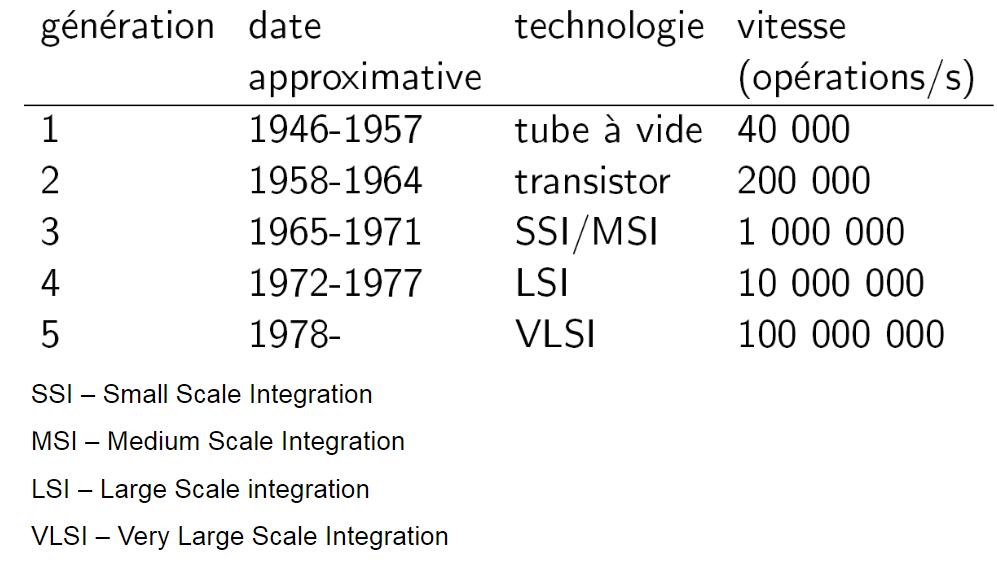 génération date technologie vitesse
approximative (opérations/s)
1 1946-1957 tube à vide 40 000
2 1958-1964 transistor 200 000
3 1965-1971 SSI/MSI 1 000 000
4 1972-1977 LSI 10 000 000
5 1978- VLSI 100 000 000
SSI – Small Scale Integration
MSI – Medium Scale Integration
LSI – Large Scale integration
VLSI – Very Large Scale Integration